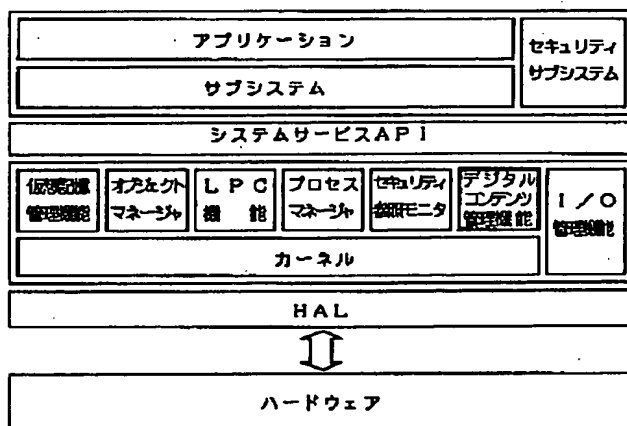 アプリケーション
サブシステム
セキュリティ
サブシステム
システムサービスAPI
仮想記憶
管理機能
オブジェクト
マネージャ
LPC
機 能
プロセス
マネージャ
セキュリティ
参照モニタ
デジタル
コンテンツ
管理機能
I/O
管理機能
カーネル
HAL
ハードウェア